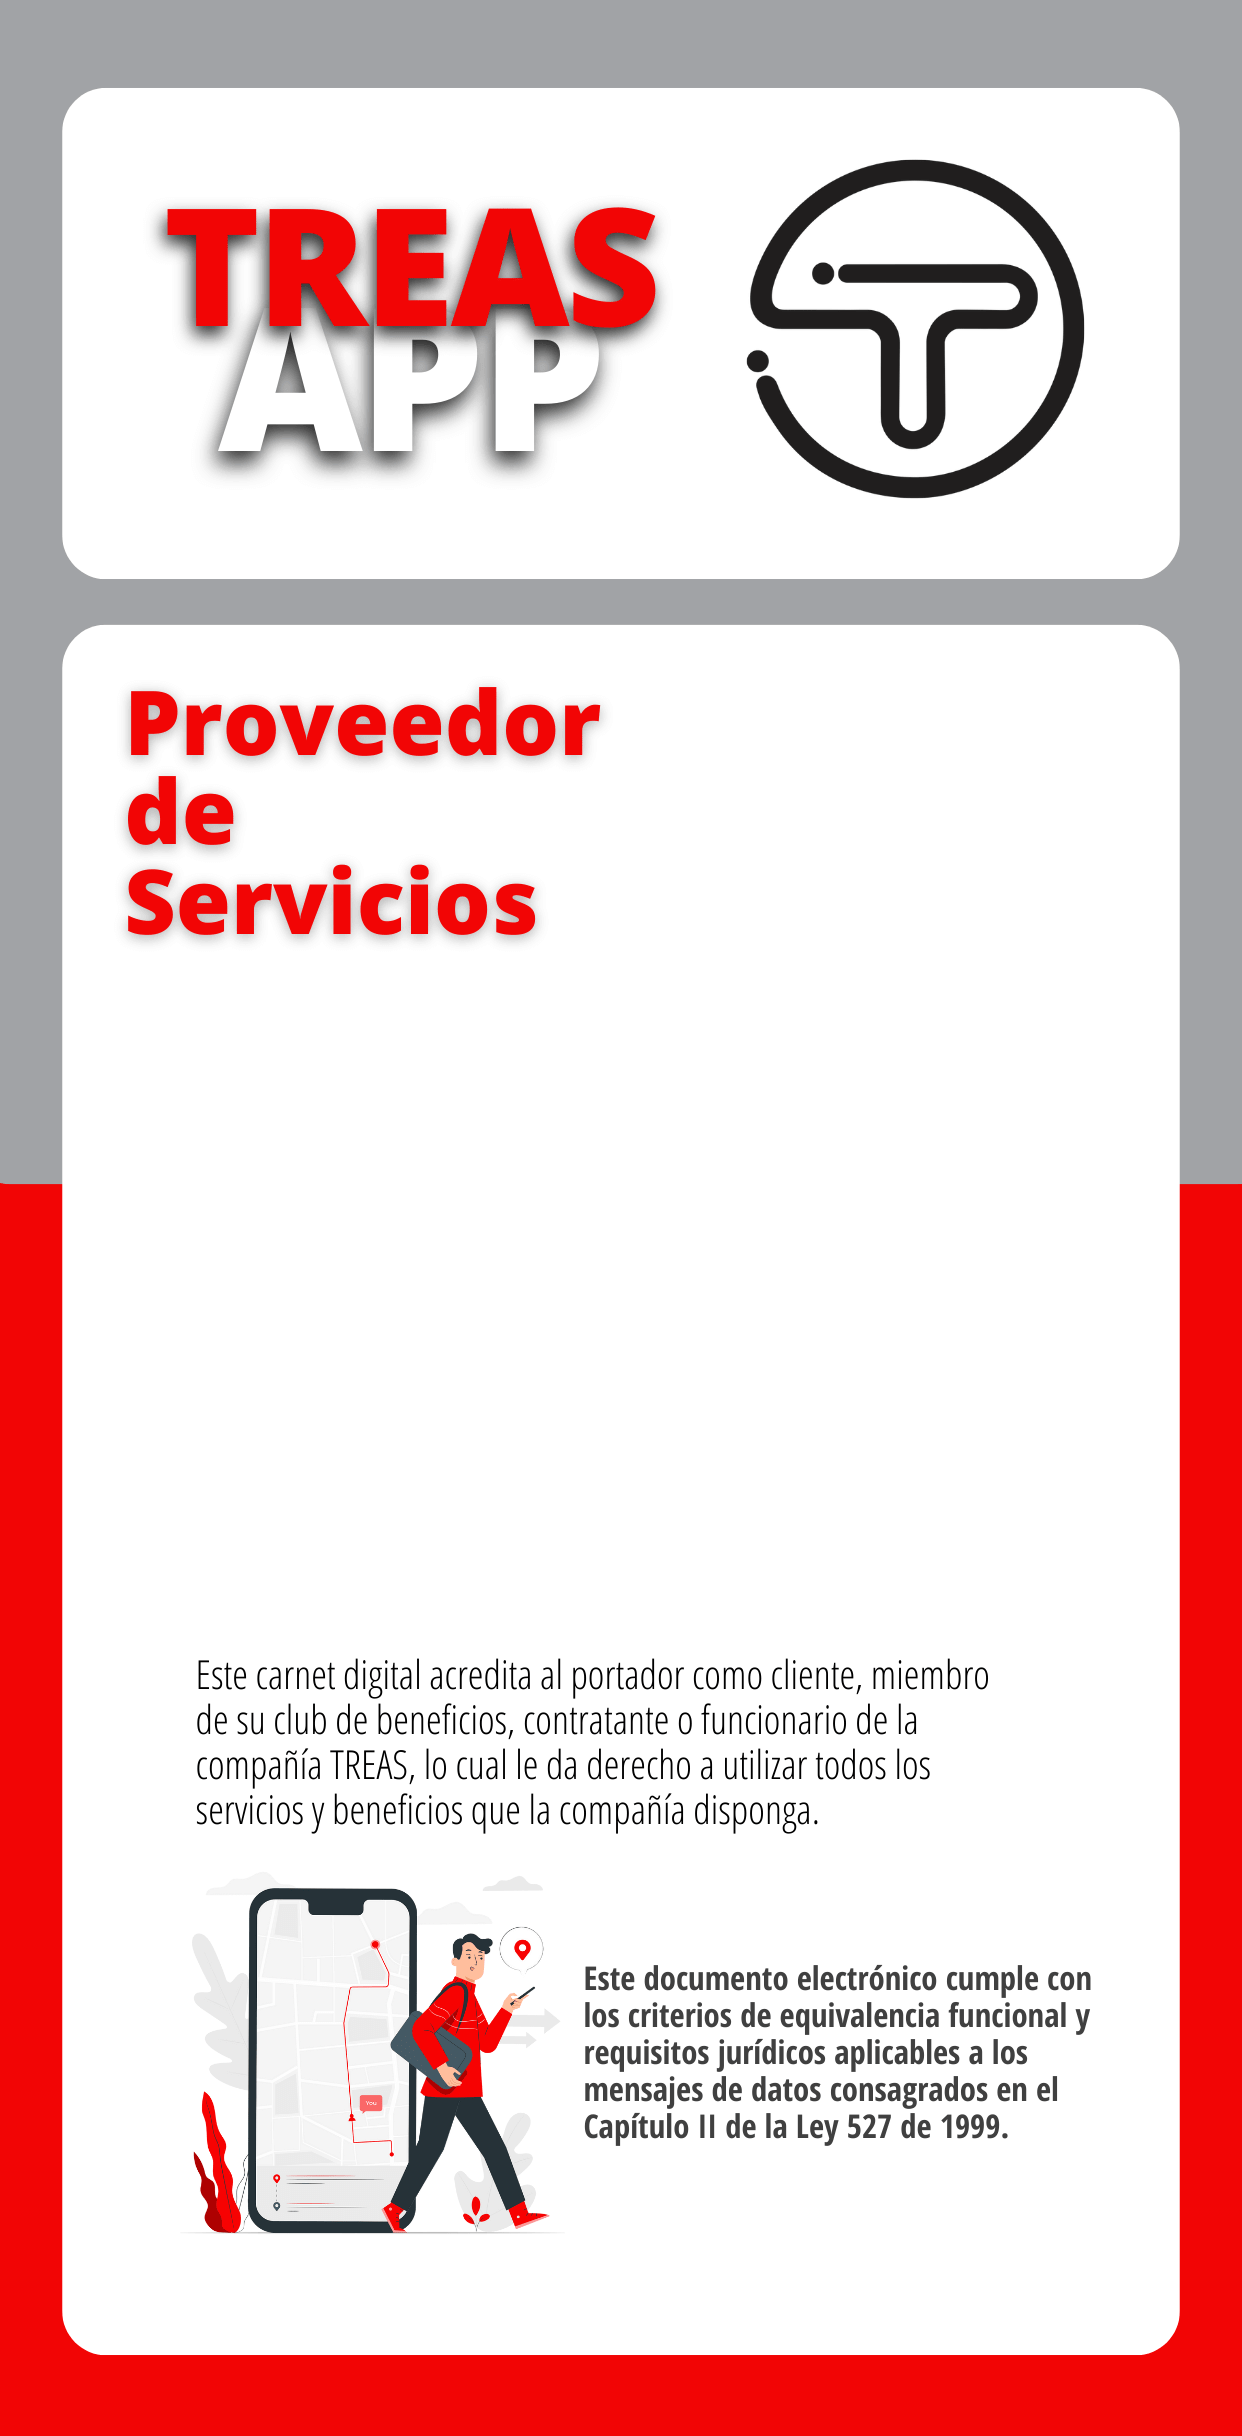 TREAS
APP
Proveedor
de
Servicios
Este carnet digital acredita al portador como cliente, miembro
de su club de beneficios, contratante o funcionario de la
compañía TREAS, lo cual le da derecho a utilizar todos los
servicios y beneficios que la compañía disponga.
You
Este documento electrónico cumple con
los criterios de equivalencia funcional y
requisitos jurídicos aplicables a los
mensajes de datos consagrados en el
Capítulo II de la Ley 527 de 1999.